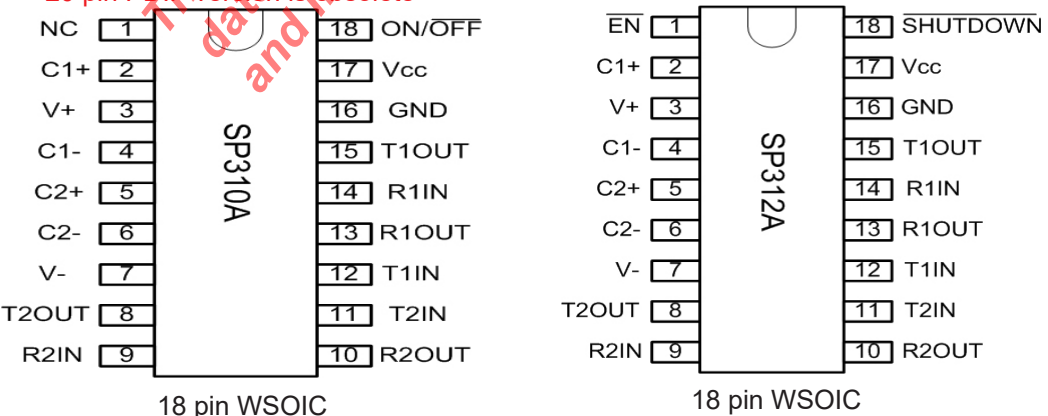 NC 1 18 ON/OFF
C1+ 2 17 Vcc
V+ 3 16 GND
C1- 4 15 T1OUT
C2+ 5 14 R1IN
C2- 6 13 R1OUT
V- 7 12 T1IN
T2OUT 8 11 T2IN
R2IN 9 10 R2OUT
SP310A
18 pin WSOIC
EN 1 18 SHUTDOWN
C1+ 2 17 Vcc
V+ 3 16 GND
C1- 4 15 T1OUT
C2+ 5 14 R1IN
C2- 6 13 R1OUT
V- 7 12 T1IN
T2OUT 8 11 T2IN
R2IN 9 10 R2OUT
SP312A
18 pin WSOIC
and